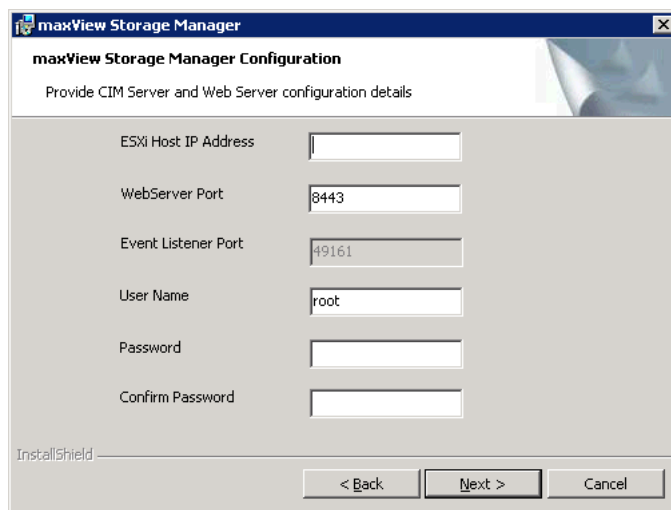 maxView Storage Manager
maxView Storage Manager Configuration
Provide CIM Server and Web Server configuration details
ESXi Host IP Address
WebServer Port
8443
Event Listener Port
49161
User Name
root
Password
Confirm Password
InstallShield
< Back
Next >
Cancel